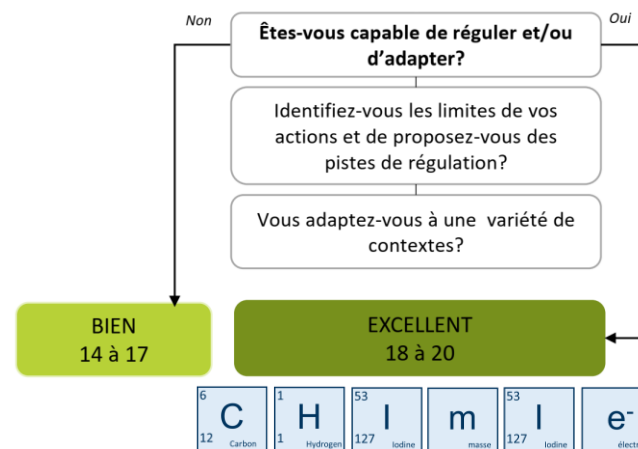 Non
Oui
Êtes-vous capable de réguler et/ou
d'adapter?
Identifiez-vous les limites de vos
actions et de proposez-vous des
pistes de régulation?
Vous adaptez-vous à une variété de
contextes?
BIEN
14 à 17
EXCELLENT
18 à 20
6
C
12 Carbon
1
H
1 Hydrogen
53
I
127 Iodine
m
masse
53
I
127 Iodine
e-
électr